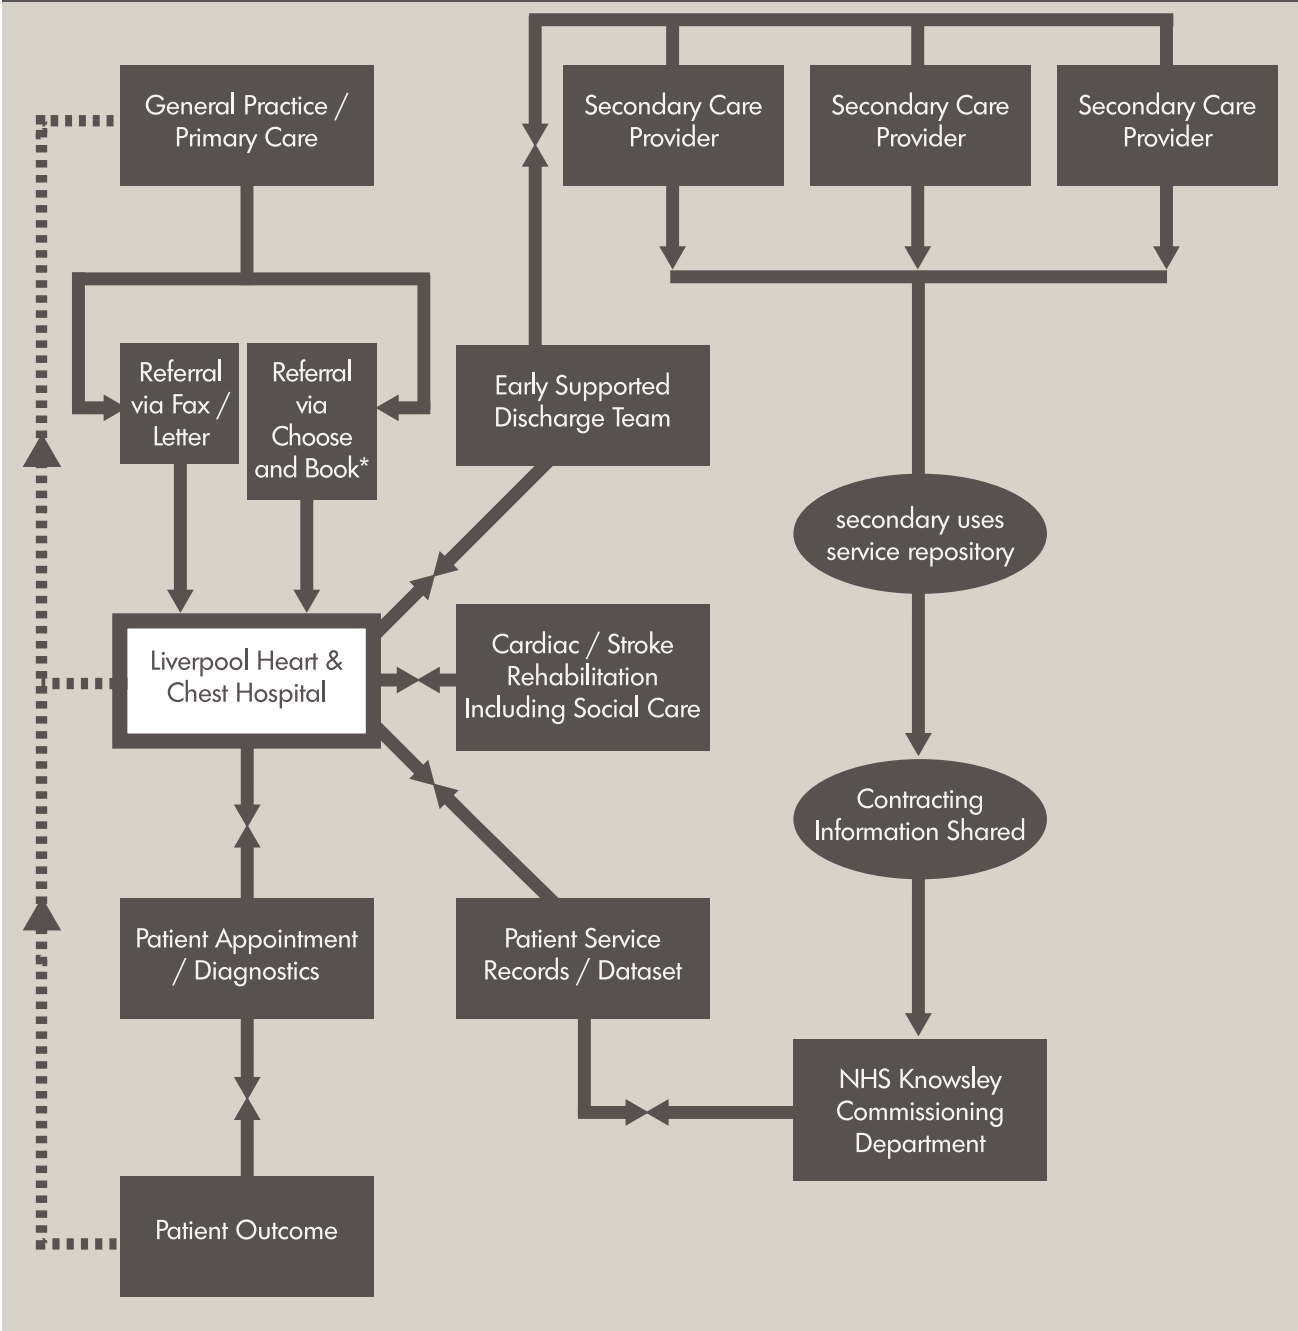 General Practice /
Primary Care
Secondary Care
Provider
Secondary Care
Provider
Secondary Care
Provider
Referral
via Fax /
Letter
Referral
via
Choose
and Book*
Early Supported
Discharge Team
secondary uses
service repository
Liverpool Heart &
Chest Hospital
Cardiac / Stroke
Rehabilitation
Including Social Care
Contracting
Information Shared
Patient Appointment
/ Diagnostics
Patient Service
Records / Dataset
NHS Knowsley
Commissioning
Department
Patient Outcome